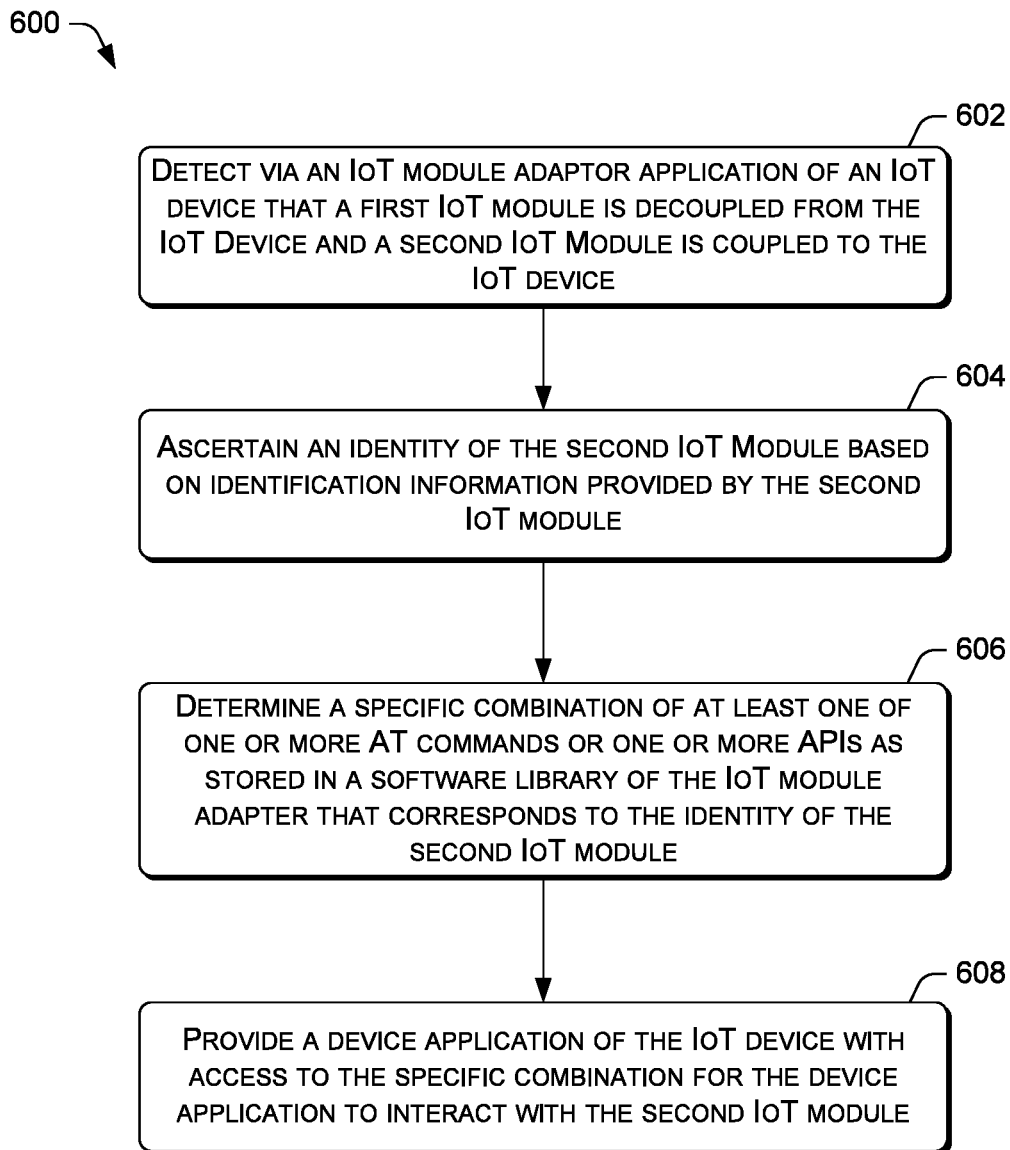 600
602
DETECT VIA AN IOT MODULE ADAPTOR APPLICATION OF AN IOT
DEVICE THAT A FIRST IOT MODULE IS DECOUPLED FROM THE
IOT DEVICE AND A SECOND IOT MODULE IS COUPLED TO THE
IOT DEVICE
604
ASCERTAIN AN IDENTITY OF THE SECOND IOT MODULE BASED
ON IDENTIFICATION INFORMATION PROVIDED BY THE SECOND
IOT MODULE
606
DETERMINE A SPECIFIC COMBINATION OF AT LEAST ONE OF
ONE OR MORE AT COMMANDS OR ONE OR MORE APIS AS
STORED IN A SOFTWARE LIBRARY OF THE IOT MODULE
ADAPTER THAT CORRESPONDS TO THE IDENTITY OF THE
SECOND IOT MODULE
608
PROVIDE A DEVICE APPLICATION OF THE IOT DEVICE WITH
ACCESS TO THE SPECIFIC COMBINATION FOR THE DEVICE
APPLICATION TO INTERACT WITH THE SECOND IOT MODULE